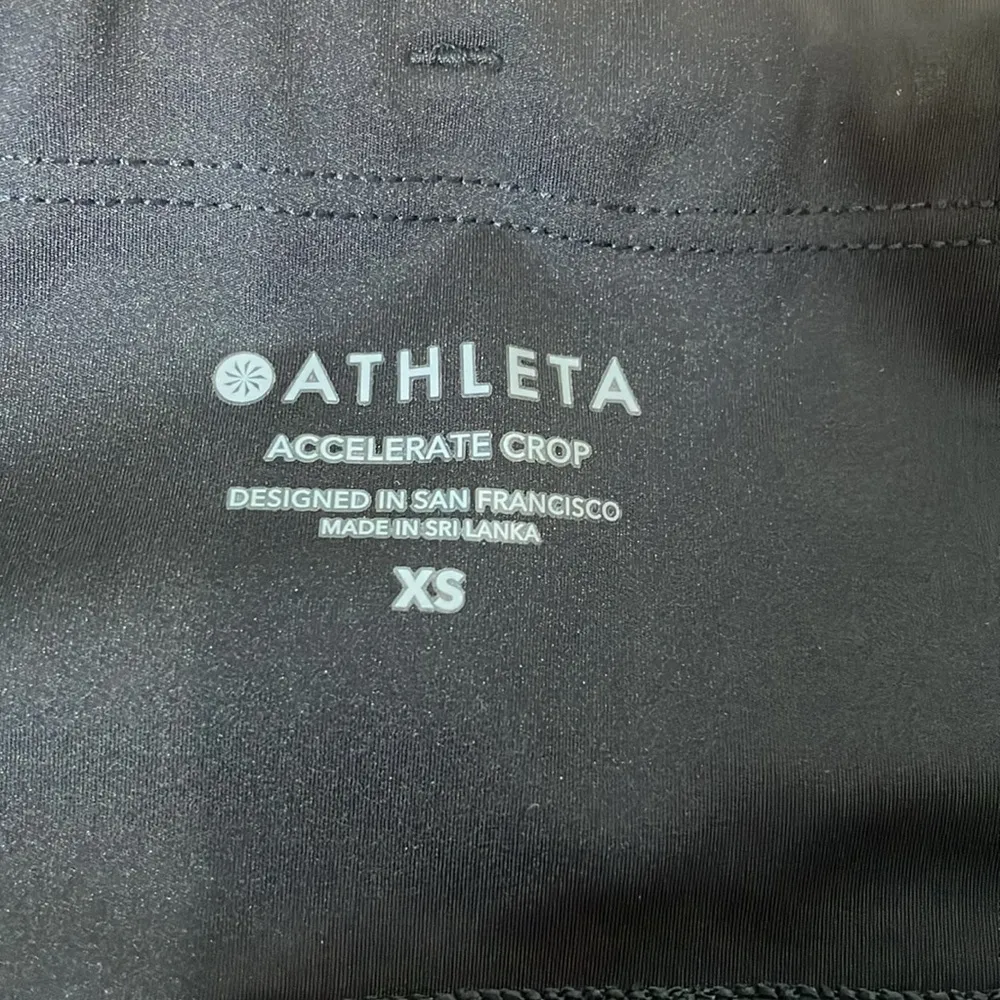 ATHLETA
ACCELERATE CROP
DESIGNED IN SAN FRANCISCO
MADE IN SRI LANKA
XS